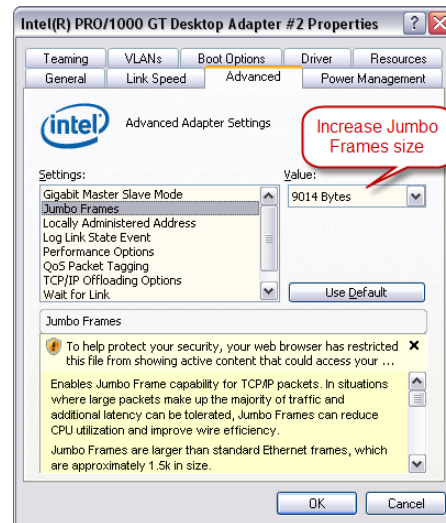 Intel(R) PRO/1000 GT Desktop Adapter #2 Properties
Teaming VLANs Boot Options Driver Resources
General Link Speed Advanced Power Management
intel Advanced Adapter Settings
Increase Jumbo
Frames size
Settings: Value:
Gigabit Master Slave Mode
9014 Bytes
Jumbo Frames
Locally Administered Address
Log Link State Event
Performance Options
QoS Packet Tagging
TCP/IP Offloading Options
Wait for Link
Use Default
Jumbo Frames
To help protect your security, your web browser has restricted
this file from showing active content that could access your ...
Enables Jumbo Frame capability for TCP/IP packets. In situations
where large packets make up the majority of traffic and
additional latency can be tolerated, Jumbo Frames can reduce
CPU utilization and improve wire efficiency.
Jumbo Frames are larger than standard Ethernet frames, which
are approximately 1.5k in size.
OK Cancel